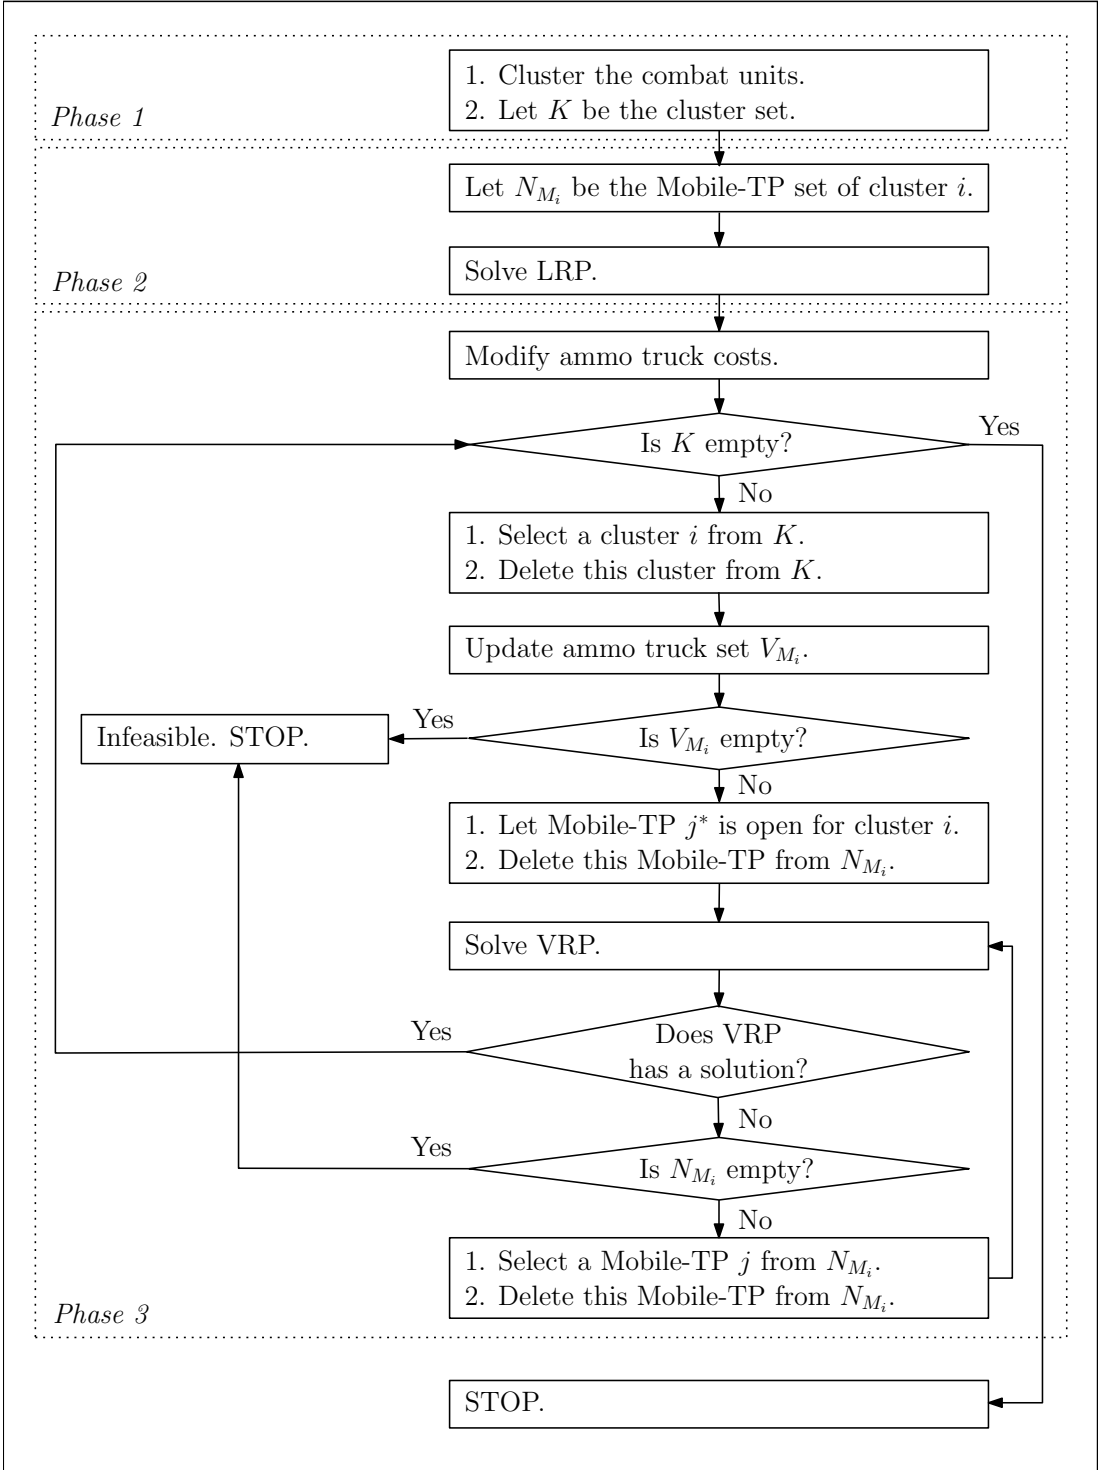 1. Cluster the combat units.
2. Let K be the cluster set.
Phase 1
Let N_{M_i} be the Mobile-TP set of cluster i.
Solve LRP.
Phase 2
Modify ammo truck costs.
Is K empty?
Yes
No
1. Select a cluster i from K.
2. Delete this cluster from K.
Update ammo truck set V_{M_i}.
Yes
Infeasible. STOP.
Is V_{M_i} empty?
No
1. Let Mobile-TP j* is open for cluster i.
2. Delete this Mobile-TP from N_{M_i}.
Solve VRP.
Yes
Does VRP
has a solution?
No
Yes
Is N_{M_i} empty?
No
1. Select a Mobile-TP j from N_{M_i}.
2. Delete this Mobile-TP from N_{M_i}.
Phase 3
STOP.